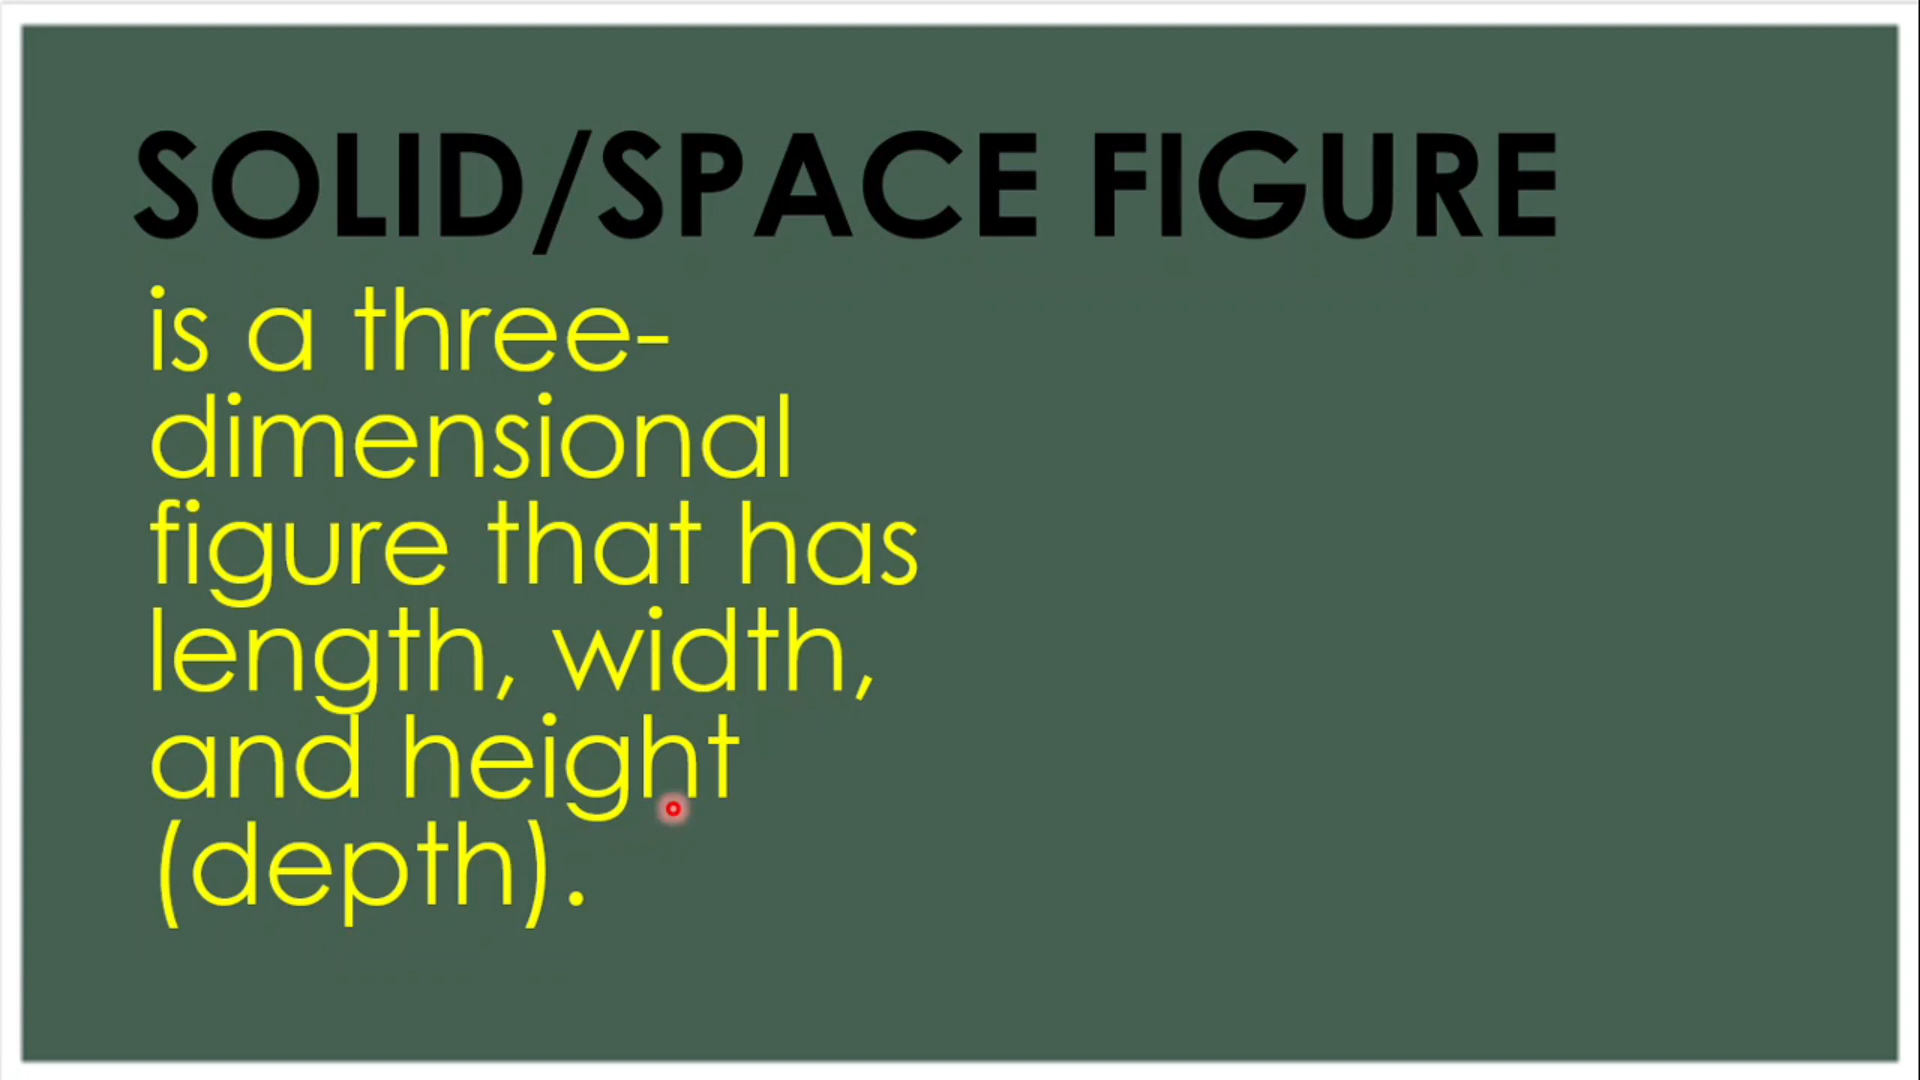 SOLID/SPACE FIGURE
is a three-
dimensional
figure that has
length, width,
and height
(depth).